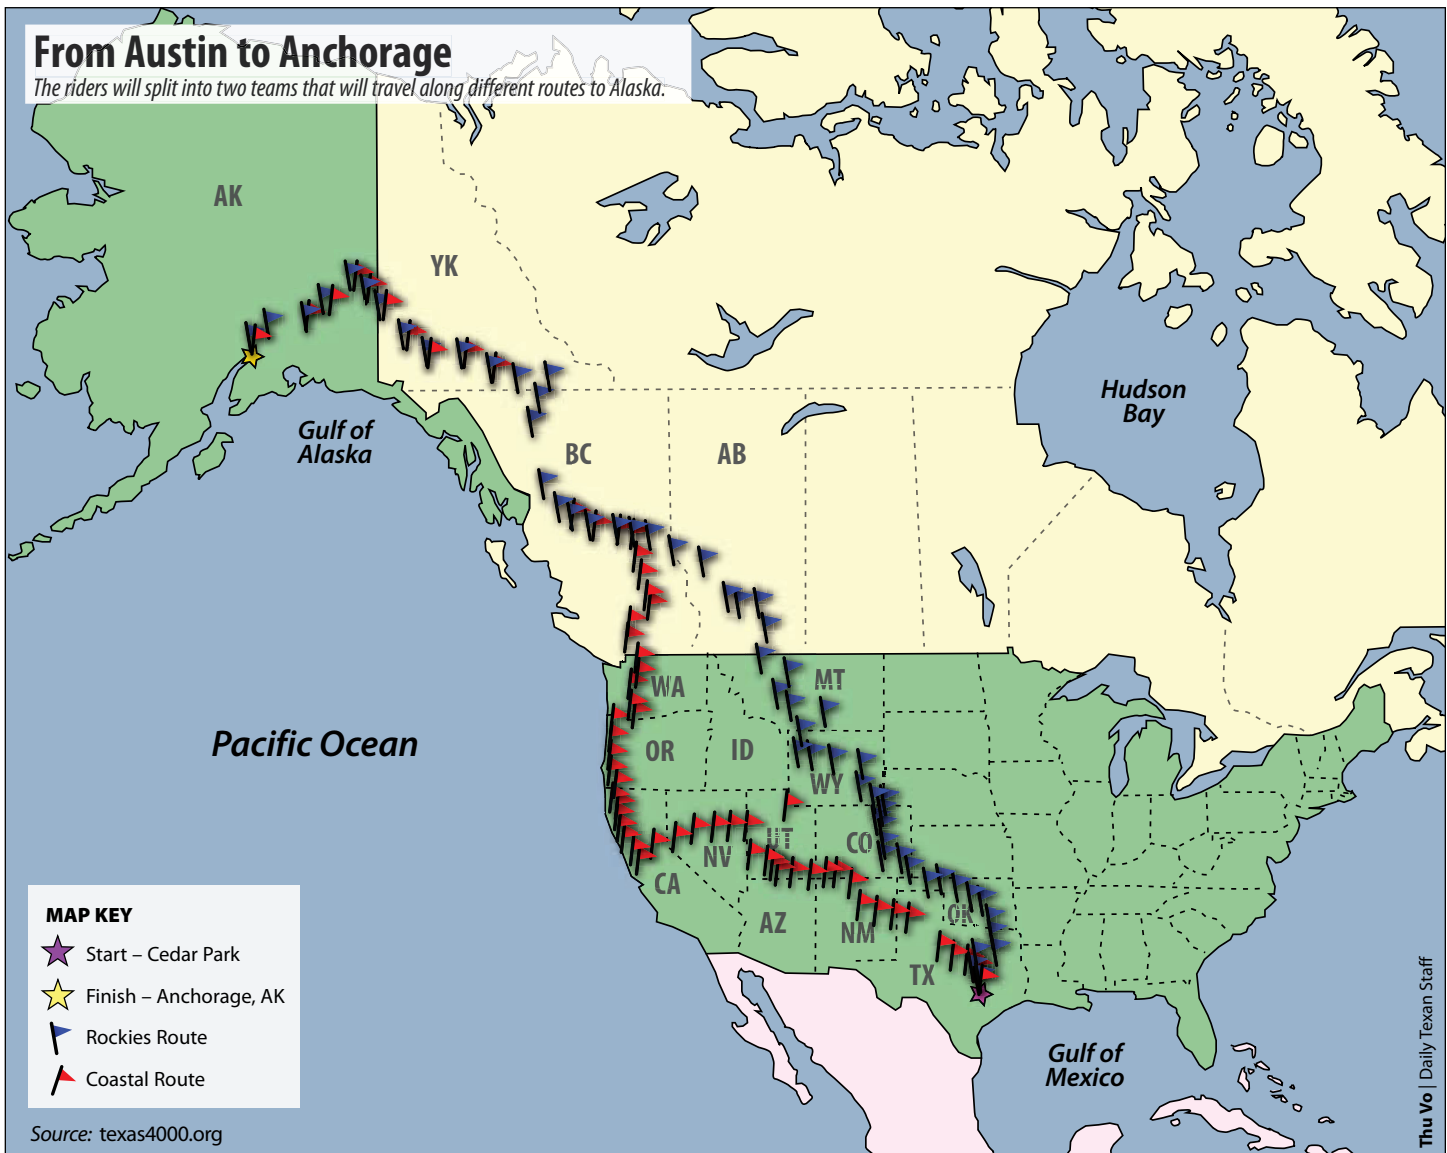 From Austin to Anchorage
The riders will split into two teams that will travel along different routes to Alaska.
AK
YK
Hudson
Bay
Gulf of
Alaska
BC
AB
WA
MT
Pacific Ocean
OR
ID
WY
UT
CO
NV
CA
OK
AZ
NM
TX
MAP KEY
Start – Cedar Park
Finish – Anchorage, AK
Rockies Route
Coastal Route
Gulf of
Mexico
Source: texas4000.org
Thu Vo | Daily Texan Staff